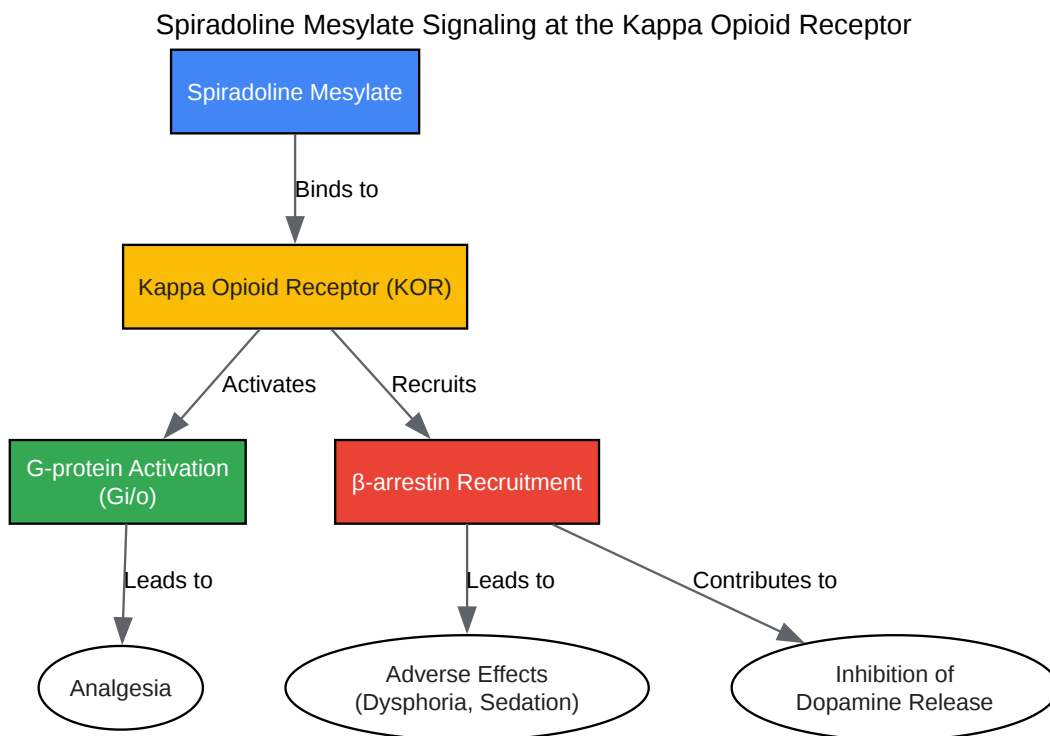 Spiradoline Mesylate Signaling at the Kappa Opioid Receptor
Spiradoline Mesylate
Binds to
Kappa Opioid Receptor (KOR)
Activates
Recruits
G-protein Activation
(Gi/o)
β-arrestin Recruitment
Leads to
Leads to
Contributes to
Analgesia
Adverse Effects
(Dysphoria, Sedation)
Inhibition of
Dopamine Release